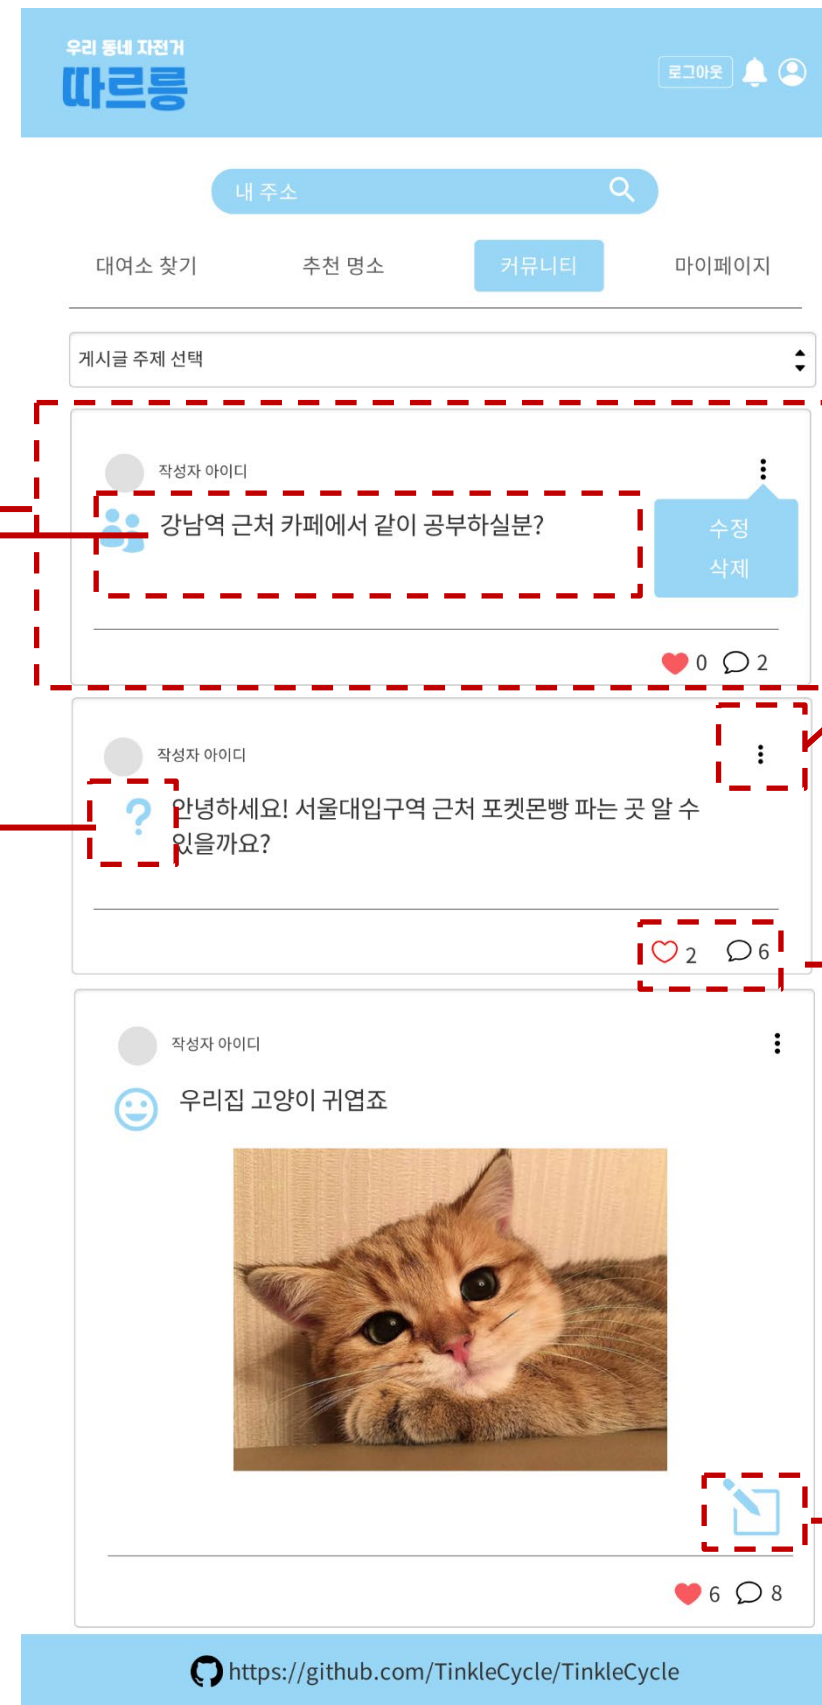 우리 동네 자전거
따르릉
로그아웃
내 주소
대여소 찾기
추천 명소
커뮤니티
마이페이지
게시글 주제 선택
작성자 아이디
강남역 근처 카페에서 같이 공부하실분?
수정
삭제
0
2
작성자 아이디
안녕하세요! 서울대입구역 근처 포켓몬빵 파는 곳 알 수
있을까요?
2
6
작성자 아이디
우리집 고양이 귀엽죠
6
8
https://github.com/TinkleCycle/TinkleCycle